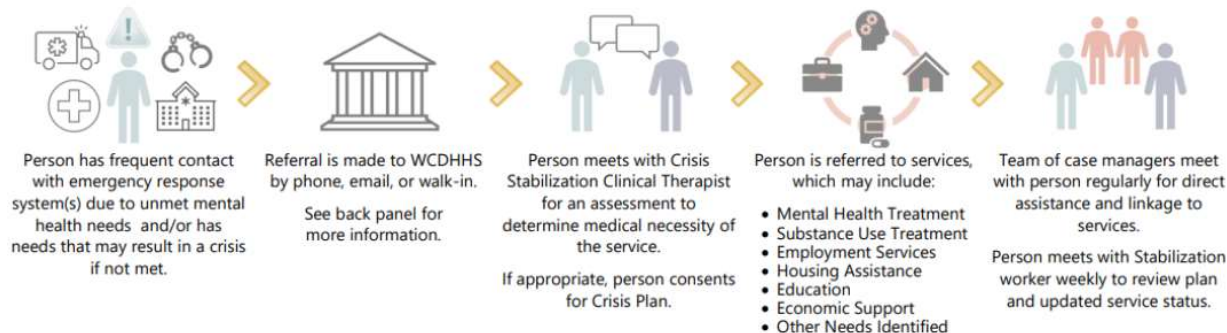 Person has frequent contact
with emergency response
system(s) due to unmet mental
health needs and/or has
needs that may result in a crisis
if not met.
Referral is made to WCDHHS
by phone, email, or walk-in.
See back panel for
more information.
Person meets with Crisis
Stabilization Clinical Therapist
for an assessment to
determine medical necessity of
the service.
If appropriate, person consents
for Crisis Plan.
Person is referred to services,
which may include:
• Mental Health Treatment
• Substance Use Treatment
• Employment Services
• Housing Assistance
• Education
• Economic Support
• Other Needs Identified
Team of case managers meet
with person regularly for direct
assistance and linkage to
services.
Person meets with Stabilization
worker weekly to review plan
and updated service status.